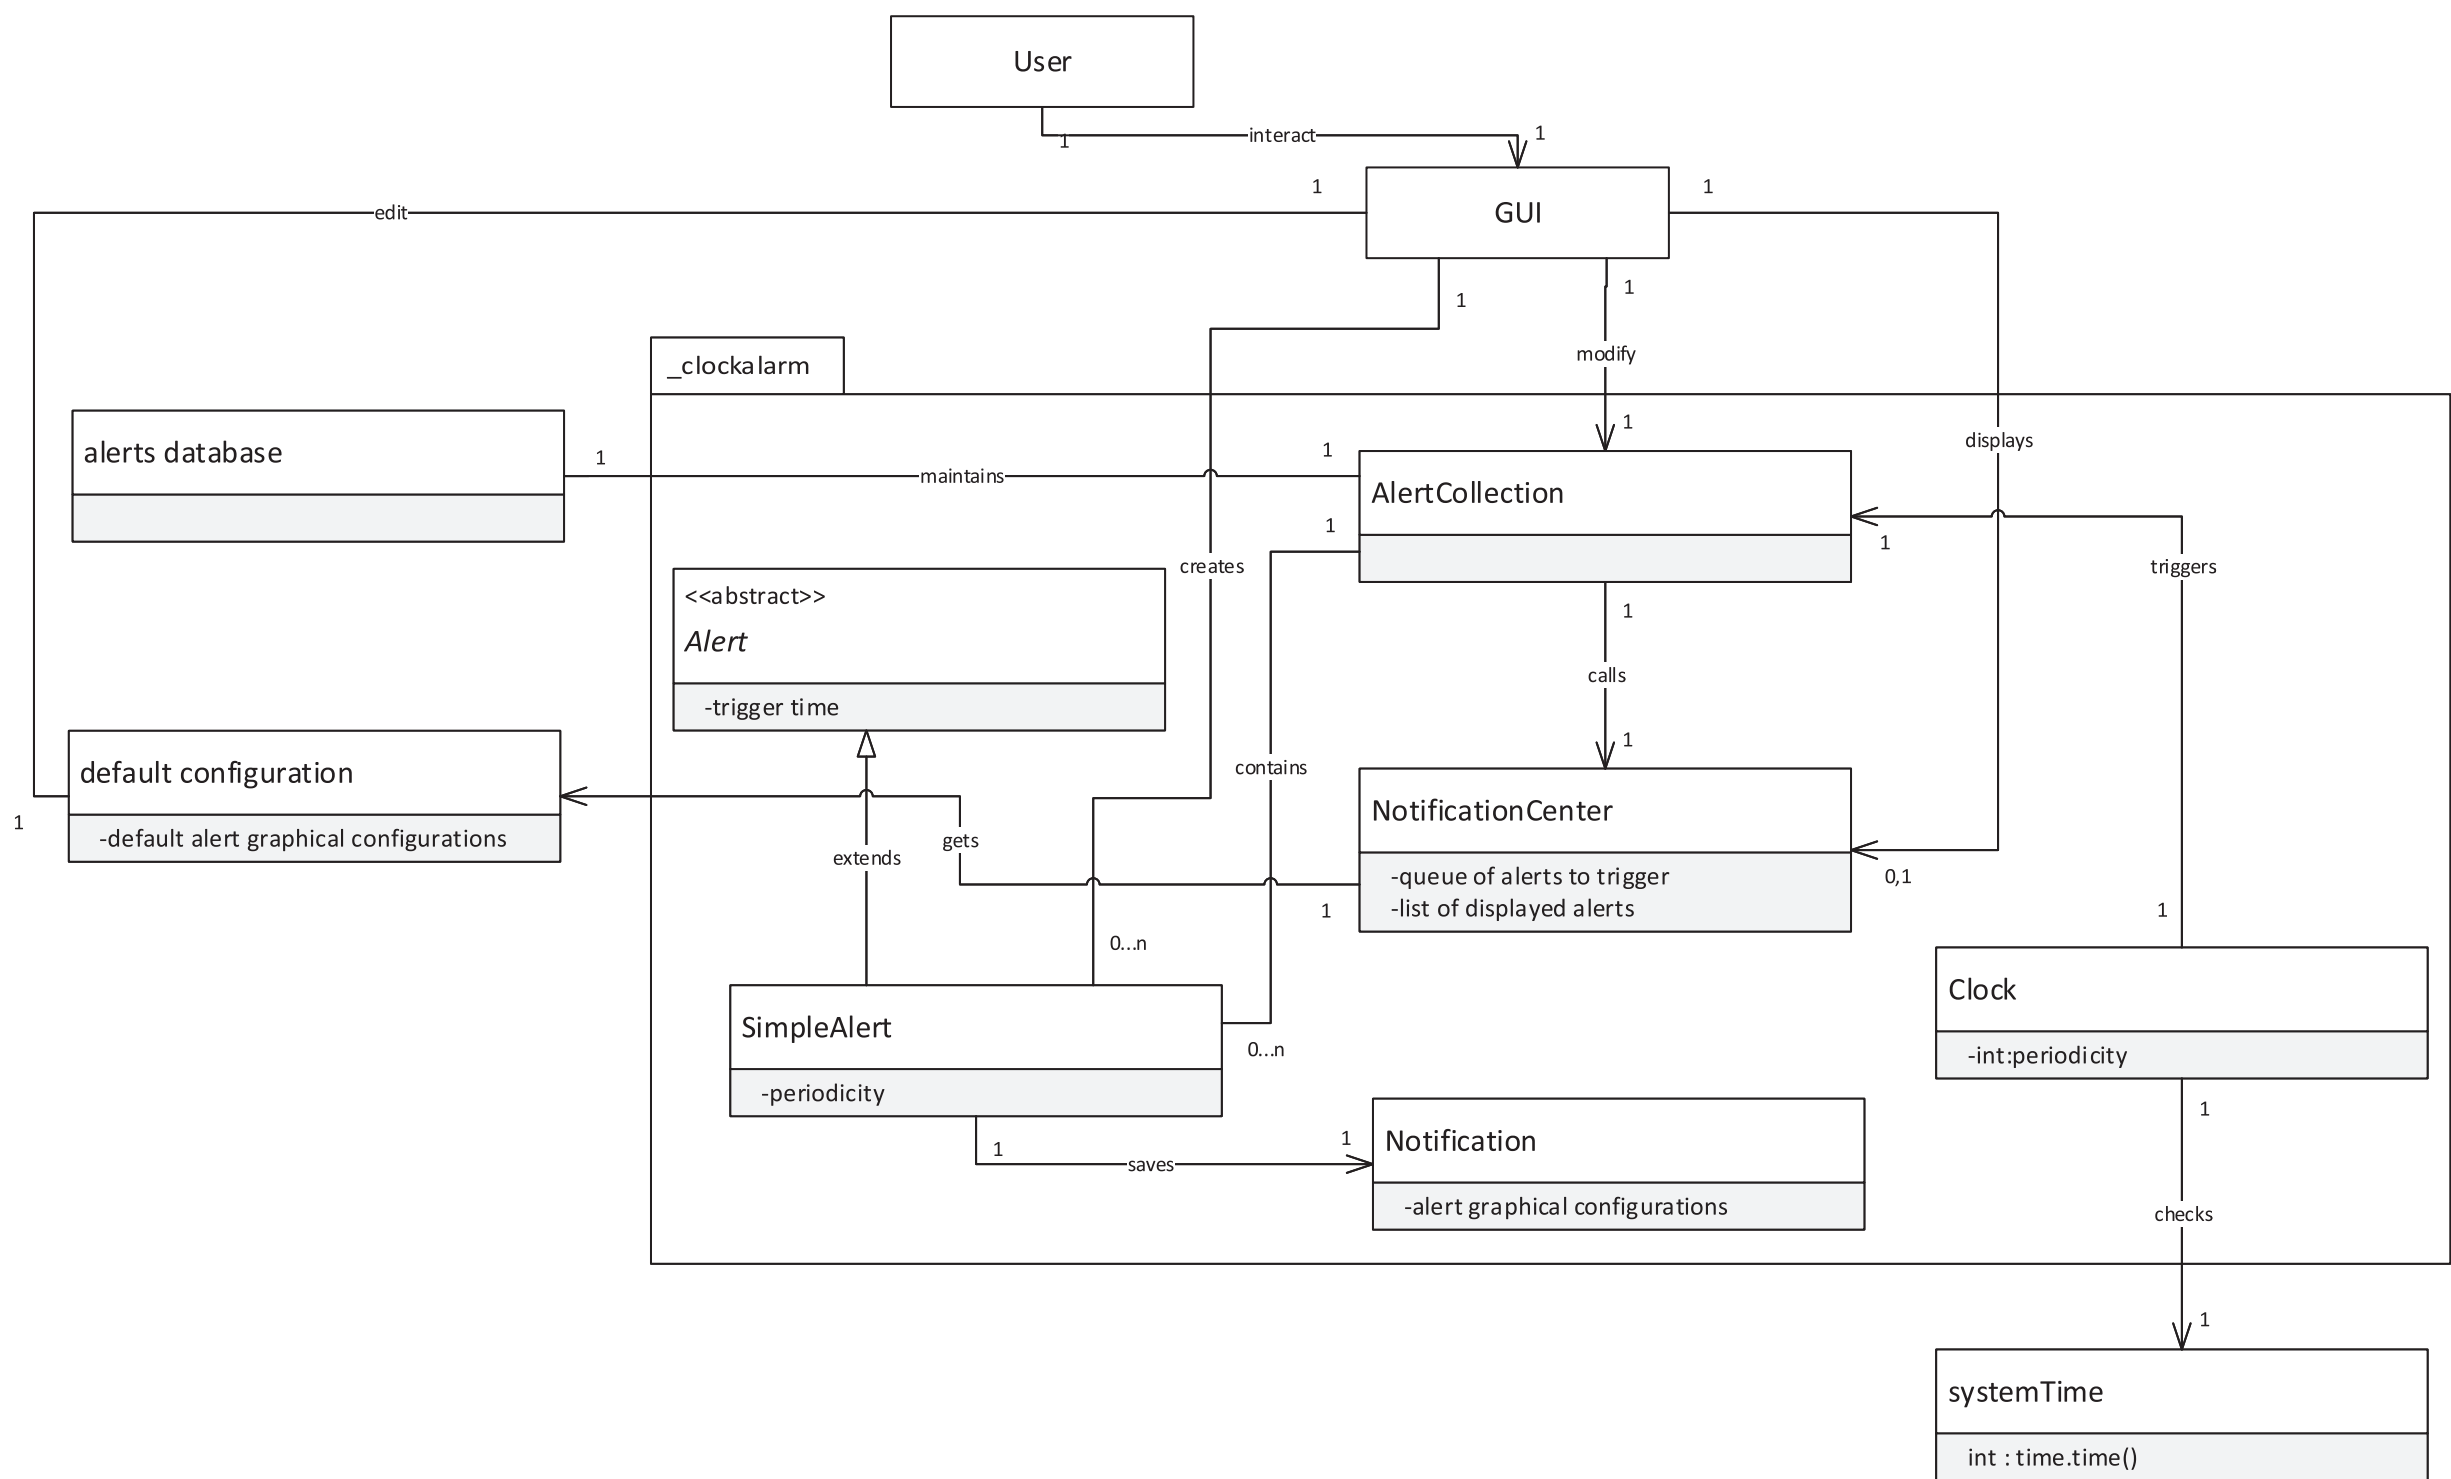 User
1
interact
1
1
GUI
1
edit
1
1
modify
_clockalarm
1
displays
alerts database
1
maintains
1
AlertCollection
1
1
creates
triggers
<<abstract>>
Alert
-trigger time
1
calls
1
contains
default configuration
-default alert graphical configurations
1
gets
extends
NotificationCenter
-queue of alerts to trigger
-list of displayed alerts
0,1
1
1
0...n
SimpleAlert
-periodicity
0...n
Clock
-int:periodicity
1
1
saves
1
Notification
-alert graphical configurations
checks
1
systemTime
int : time.time()